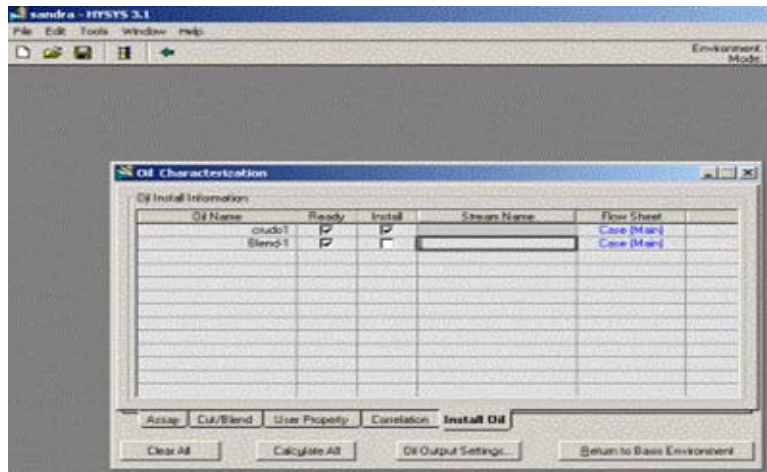 sandra - HYSYS 3.1
File Edit Tools Window Help
Environment:
Mode:
Oil Characterization
Oil Install Information
Oil Name Ready Install Stream Name Flow Sheet
crudo1 Case (Main)
Blend-1 Case (Main)
Assay Cut/Blend User Property Correlation Install Oil
Clear All Calculate All Oil Output Settings... Return to Basis Environment